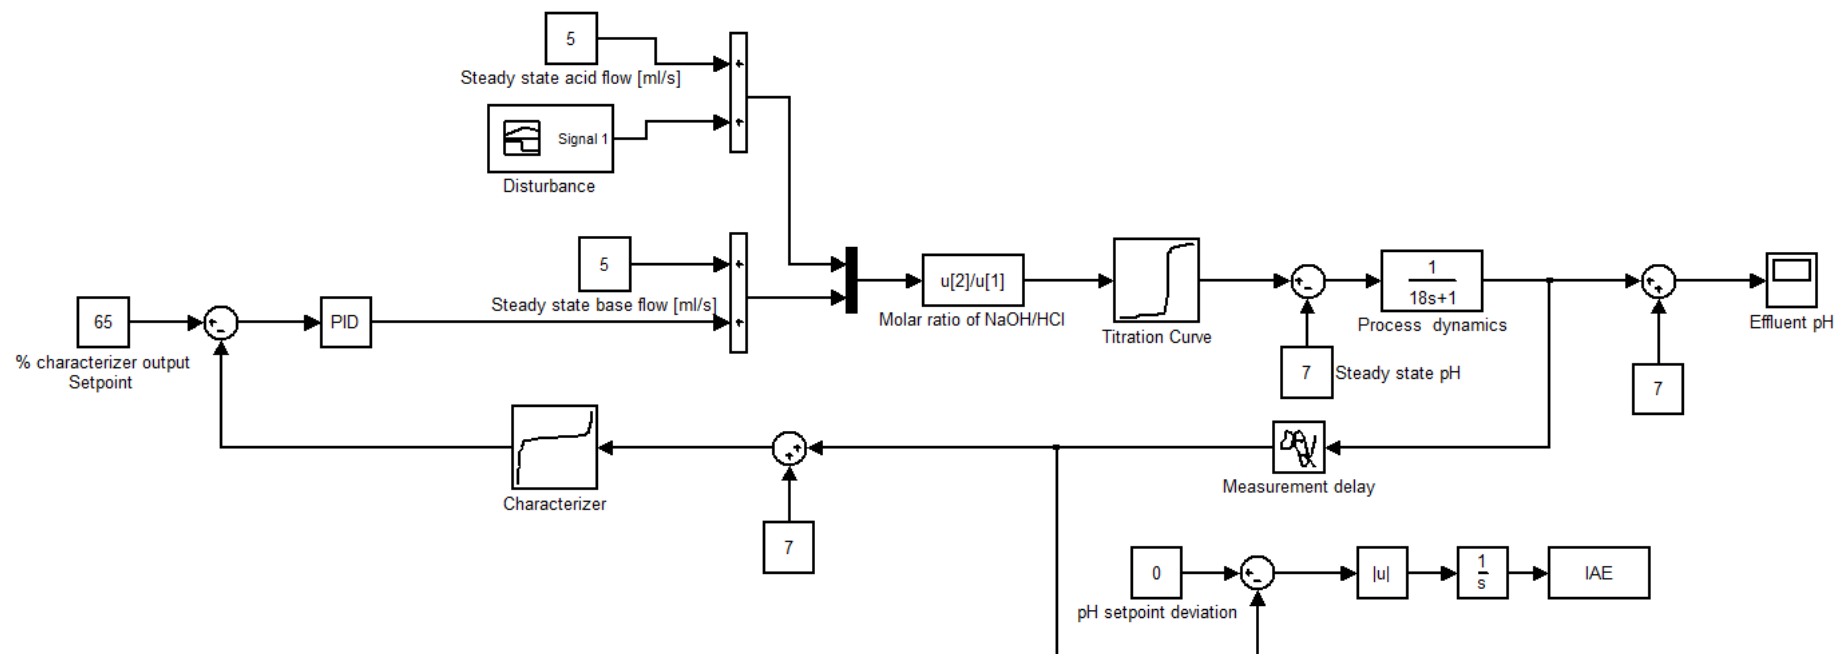 5
Steady state acid flow [ml/s]
Signal 1
Disturbance
5
Steady state base flow [ml/s]
65
% characterizer output
Setpoint
PID
u[2]/u[1]
Molar ratio of NaOH/HCl
Titration Curve
7
Steady state pH
1
18s+1
Process dynamics
7
Effluent pH
Characterizer
7
Measurement delay
0
pH setpoint deviation
|u|
1
s
IAE